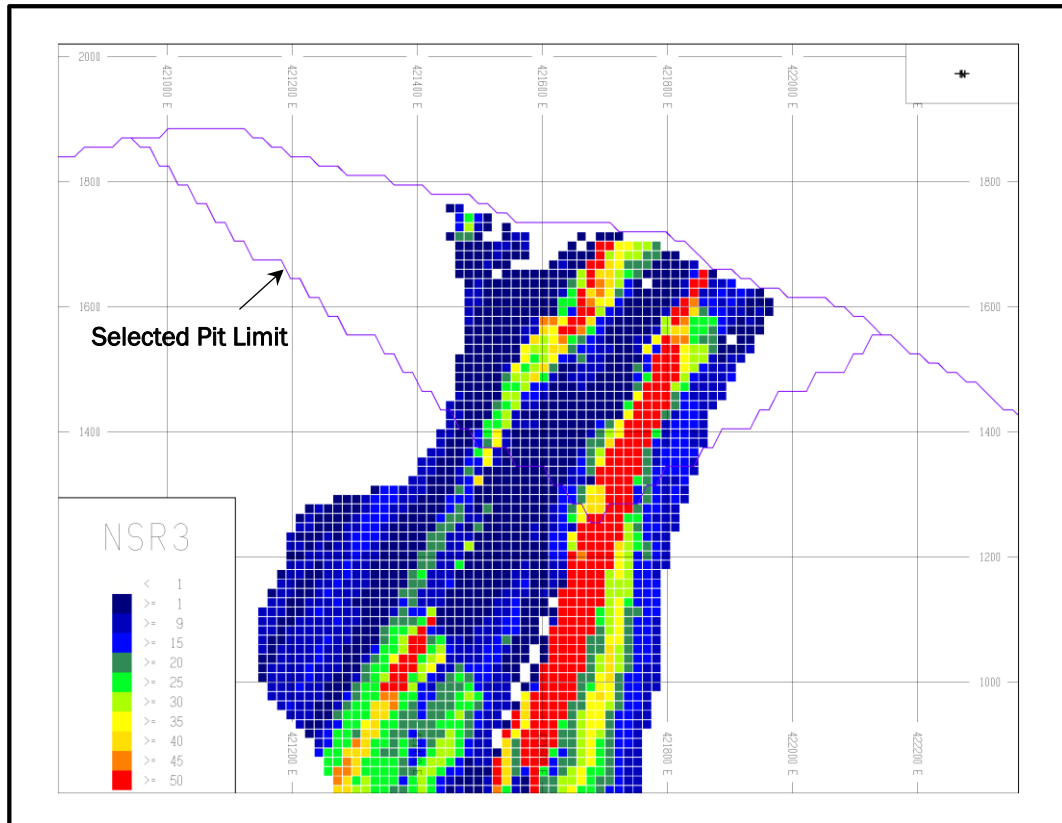 2000
421000 E
421200 E
421400 E
421600 E
421800 E
422000 E
422200 E
1800
1800
1600
1600
Selected Pit Limit
1400
1400
1200
1000
NSR3
< 1
>= 1
>= 9
>= 15
>= 20
>= 25
>= 30
>= 35
>= 40
>= 45
>= 50
421200 E
421800 E
422000 E
422200 E